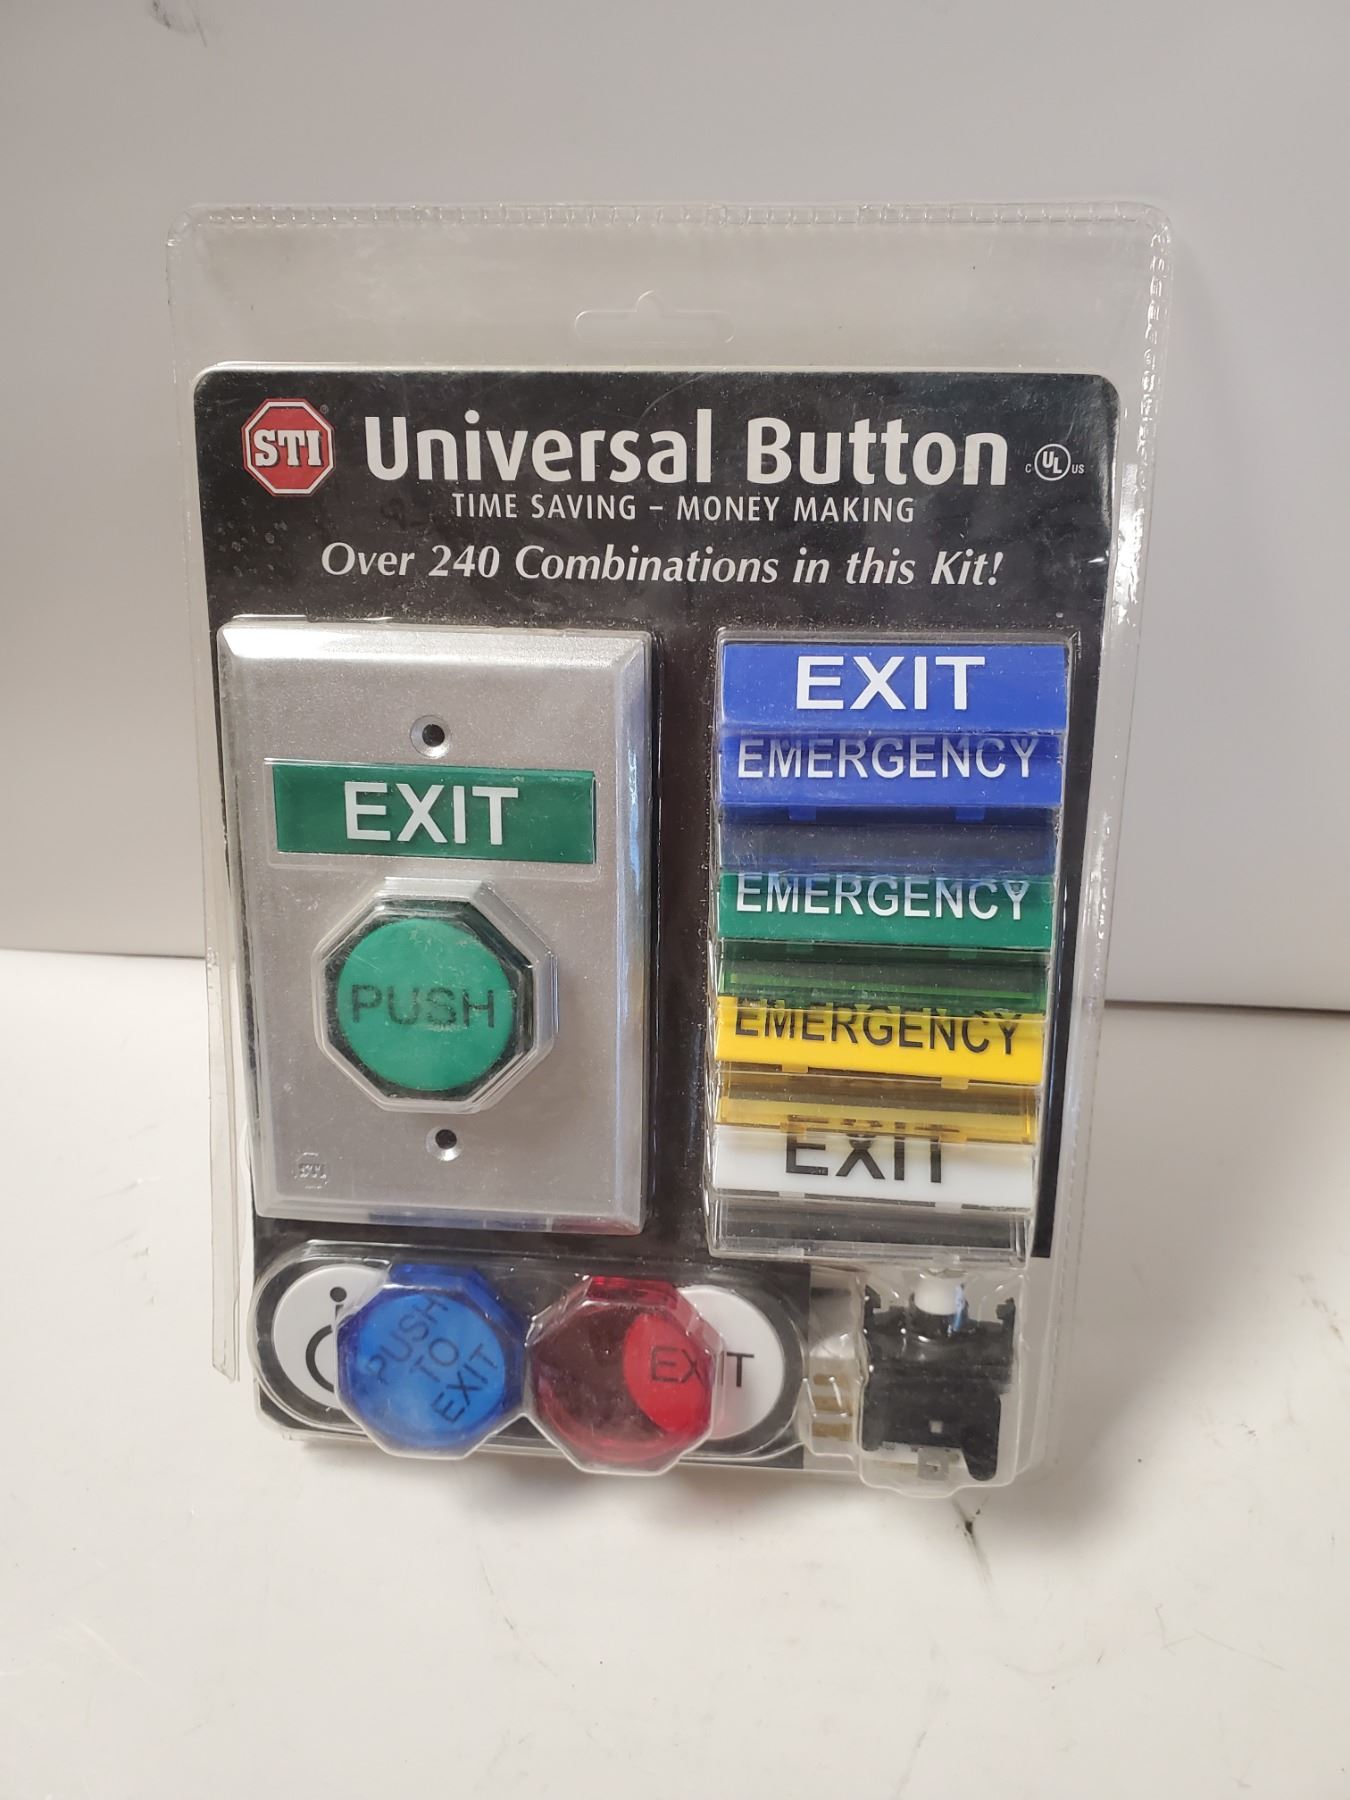 STI ®
Universal Button
C UL US
TIME SAVING – MONEY MAKING
Over 240 Combinations in this Kit!
EXIT
PUSH
STI
EXIT
EMERGENCY
EMERGENCY
EMERGENCY
EXIT
PUSH
TO
EXIT
EXIT